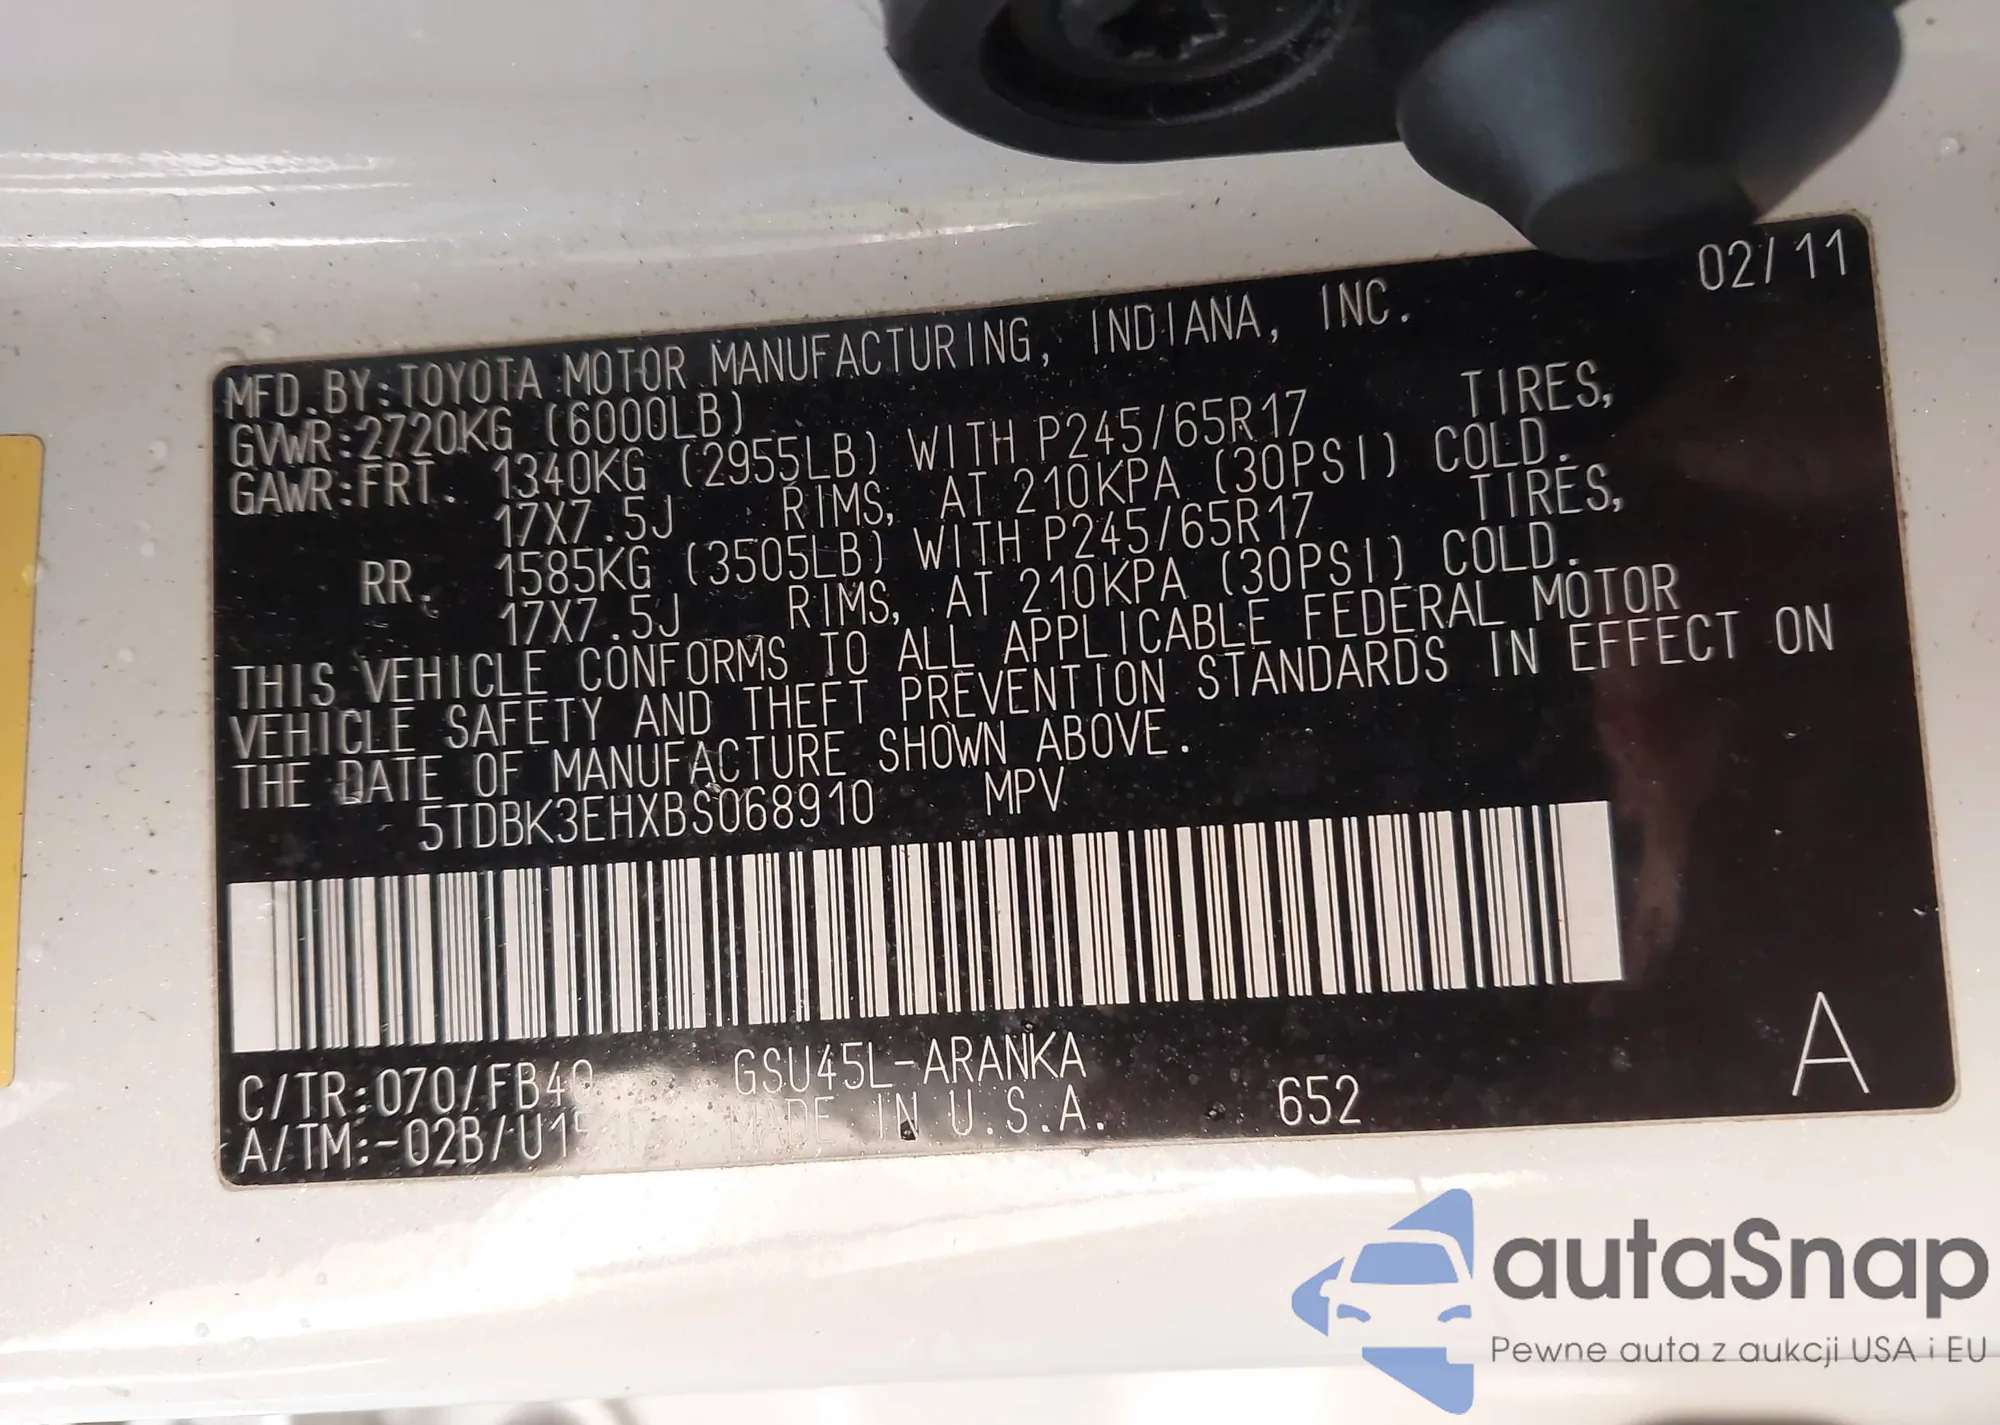 02/11
MFD.BY:TOYOTA MOTOR MANUFACTURING, INDIANA, INC.
GVWR:2720KG (6000LB)
GAWR:FRT. 1340KG (2955LB) WITH P245/65R17 TIRES,
17X7.5J RIMS, AT 210KPA (30PSI) COLD.
RR. 1585KG (3505LB) WITH P245/65R17 TIRES,
17X7.5J RIMS, AT 210KPA (30PSI) COLD.
THIS VEHICLE CONFORMS TO ALL APPLICABLE FEDERAL MOTOR
VEHICLE SAFETY AND THEFT PREVENTION STANDARDS IN EFFECT ON
THE DATE OF MANUFACTURE SHOWN ABOVE.
5TDBK3EHXBS068910 MPV
C/TR:070/FB40 GSU45L-ARANKA
A/TM:-02B/ MADE IN U.S.A. 652 A
autaSnap
Pewne auta z aukcji USA i EU